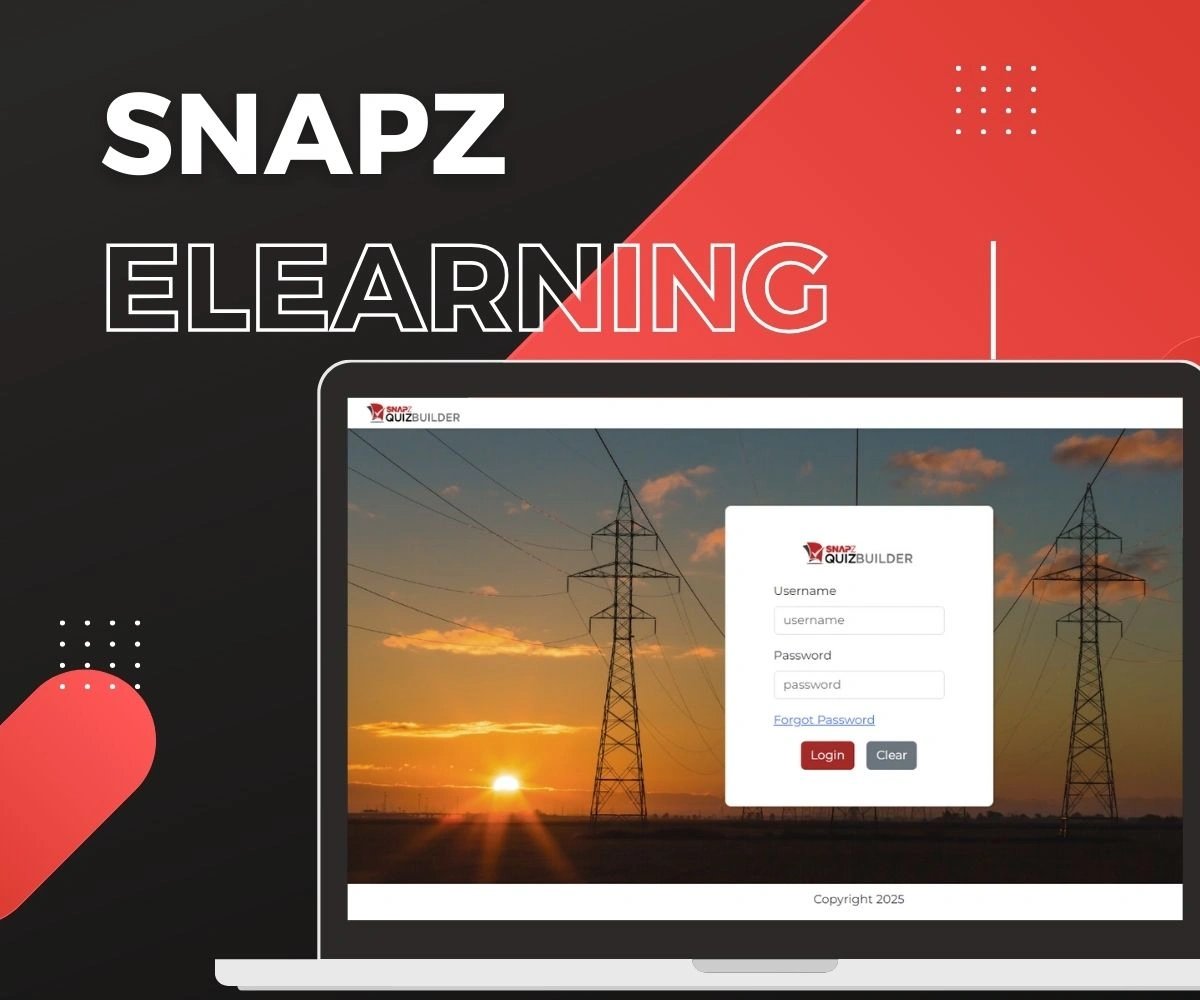 SNAPZ
ELEARNING
SNAPZ
QUIZBUILDER
SNAPZ
QUIZBUILDER
Username
username
Password
password
Forgot Password
Login Clear
Copyright 2025